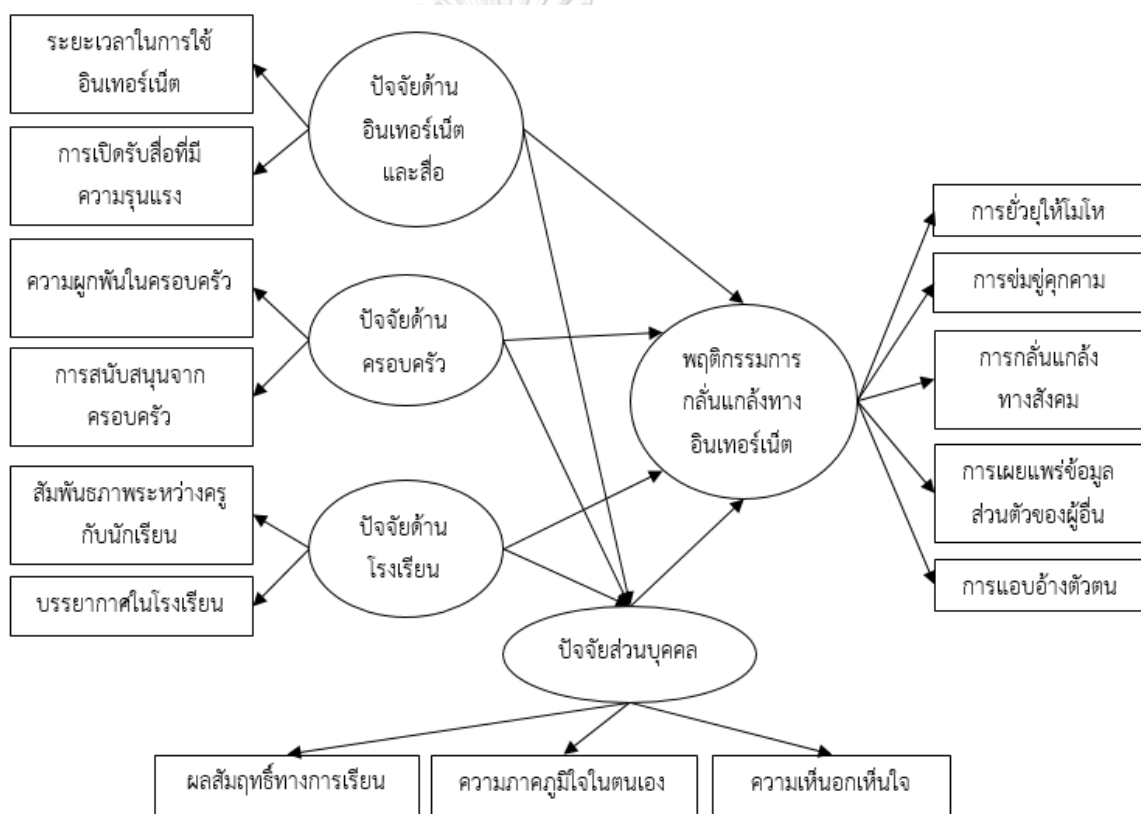 ระยะเวลาในการใช้
อินเทอร์เน็ต
การเปิดรับสื่อที่มี
ความรุนแรง
ความผูกพันในครอบครัว
การสนับสนุนจาก
ครอบครัว
สัมพันธภาพระหว่างครู
กับนักเรียน
บรรยากาศในโรงเรียน
ปัจจัยด้าน
อินเทอร์เน็ต
และสื่อ
ปัจจัยด้าน
ครอบครัว
ปัจจัยด้าน
โรงเรียน
พฤติกรรมการ
กลั่นแกล้งทาง
อินเทอร์เน็ต
การยั่วยุให้โมโห
การข่มขู่คุกคาม
การกลั่นแกล้ง
ทางสังคม
การเผยแพร่ข้อมูล
ส่วนตัวของผู้อื่น
การแอบอ้างตัวตน
ปัจจัยส่วนบุคคล
ผลสัมฤทธิ์ทางการเรียน
ความภาคภูมิใจในตนเอง
ความเห็นอกเห็นใจ